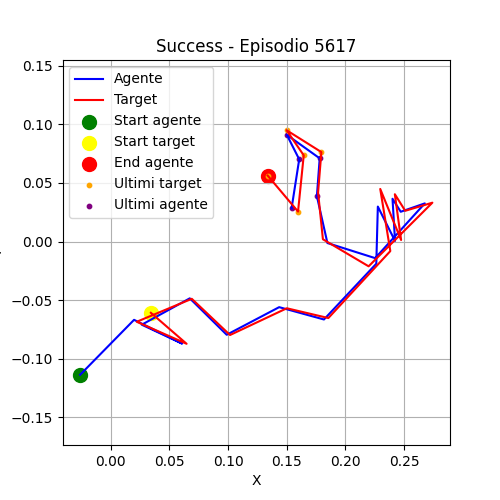 Success - Episodio 5617
Agente
Target
Start agente
Start target
End agente
Ultimi target
Ultimi agente
0.15
0.10
0.05
0.00
−0.05
−0.10
−0.15
0.00 0.05 0.10 0.15 0.20 0.25
X